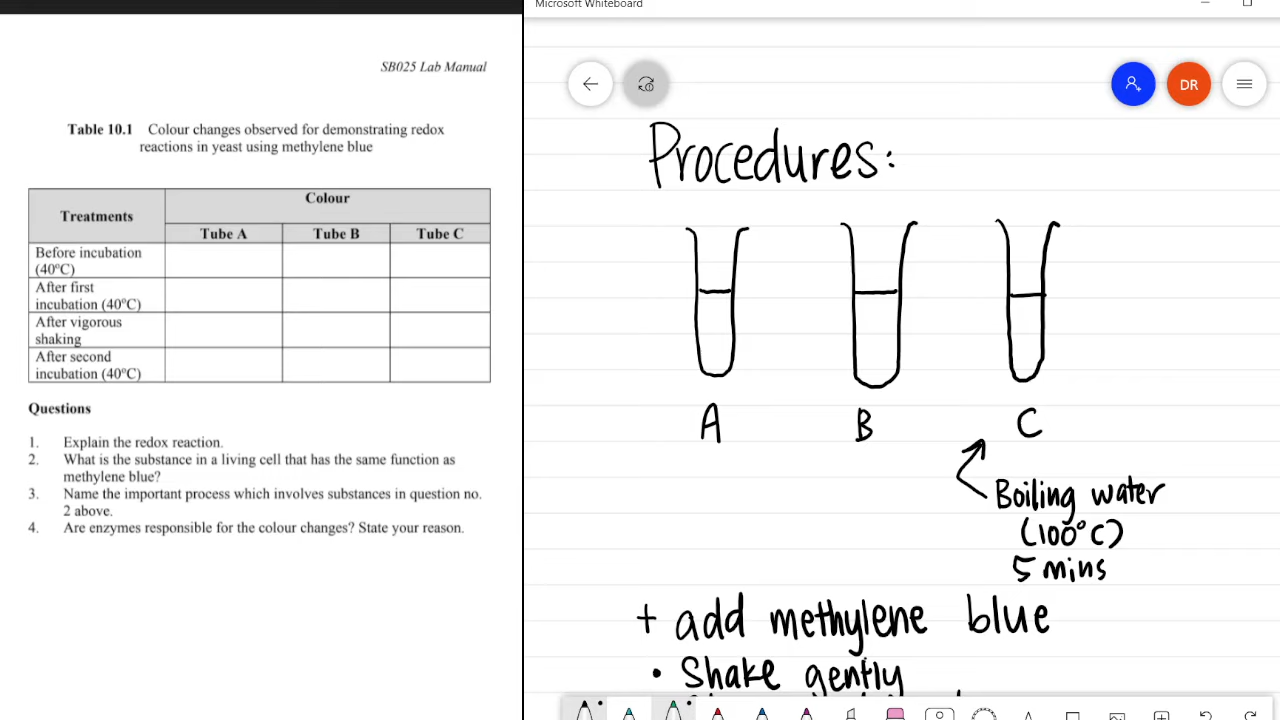 Microsoft Whiteboard
SB025 Lab Manual
Table 10.1 Colour changes observed for demonstrating redox
reactions in yeast using methylene blue
Treatments
Colour
Tube A Tube B Tube C
Before incubation
(40°C)
After first
incubation (40°C)
After vigorous
shaking
After second
incubation (40°C)
Questions
1. Explain the redox reaction.
2. What is the substance in a living cell that has the same function as
methylene blue?
3. Name the important process which involves substances in question no.
2 above.
4. Are enzymes responsible for the colour changes? State your reason.
DR
Procedures:
A B C
Boiling water
(100°C)
5 mins
+ add methylene blue
• Shake gently